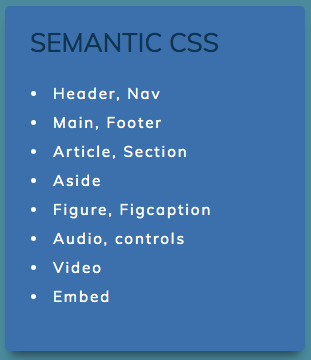 SEMANTIC CSS
• Header, Nav
• Main, Footer
• Article, Section
• Aside
• Figure, Figcaption
• Audio, controls
• Video
• Embed